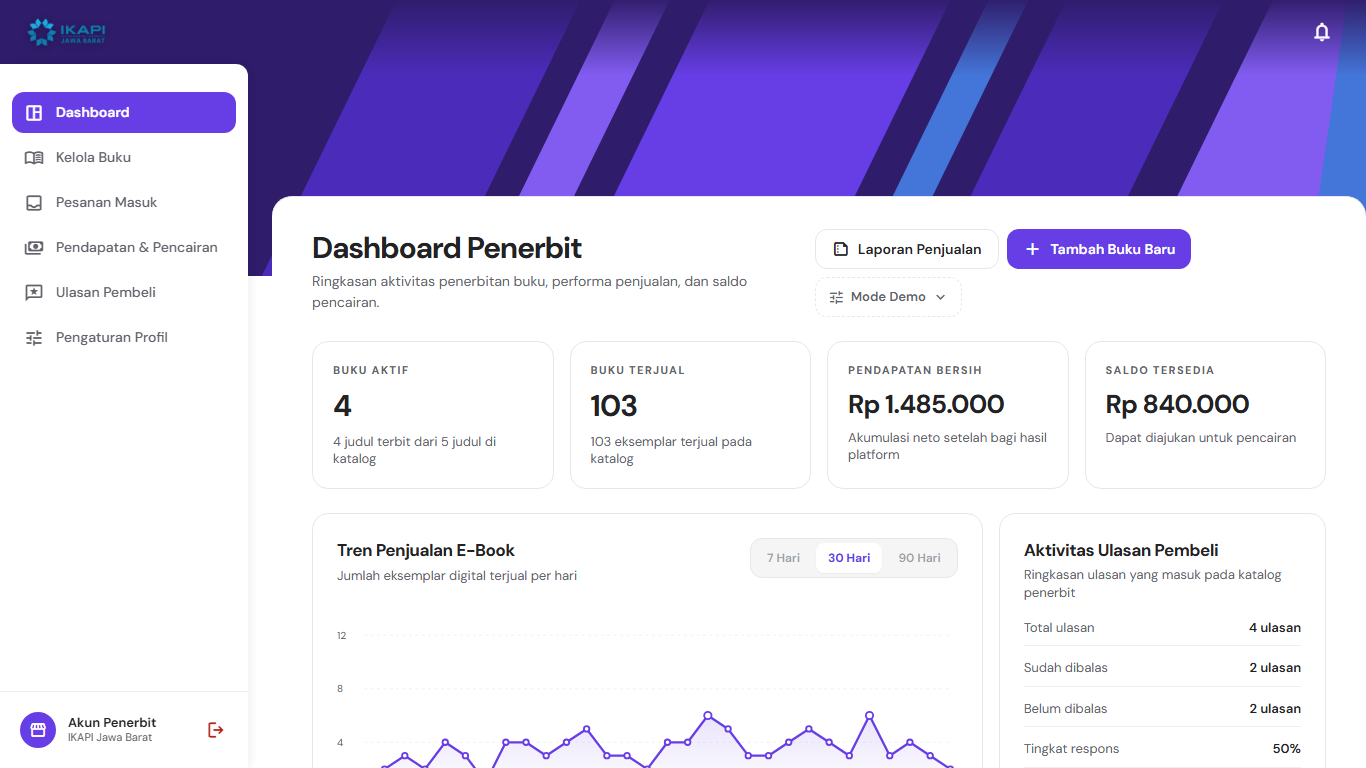 IKAPI
JAWA BARAT
Dashboard
Kelola Buku
Pesanan Masuk
Pendapatan & Pencairan
Ulasan Pembeli
Pengaturan Profil
Akun Penerbit
IKAPI Jawa Barat
Dashboard Penerbit
Ringkasan aktivitas penerbitan buku, performa penjualan, dan saldo
pencairan.
Laporan Penjualan
Tambah Buku Baru
Mode Demo
BUKU AKTIF
4
4 judul terbit dari 5 judul di
katalog
BUKU TERJUAL
103
103 eksemplar terjual pada
katalog
PENDAPATAN BERSIH
Rp 1.485.000
Akumulasi neto setelah bagi hasil
platform
SALDO TERSEDIA
Rp 840.000
Dapat diajukan untuk pencairan
Tren Penjualan E-Book
Jumlah eksemplar digital terjual per hari
7 Hari
30 Hari
90 Hari
12
8
4
Aktivitas Ulasan Pembeli
Ringkasan ulasan yang masuk pada katalog
penerbit
Total ulasan 4 ulasan
Sudah dibalas 2 ulasan
Belum dibalas 2 ulasan
Tingkat respons 50%